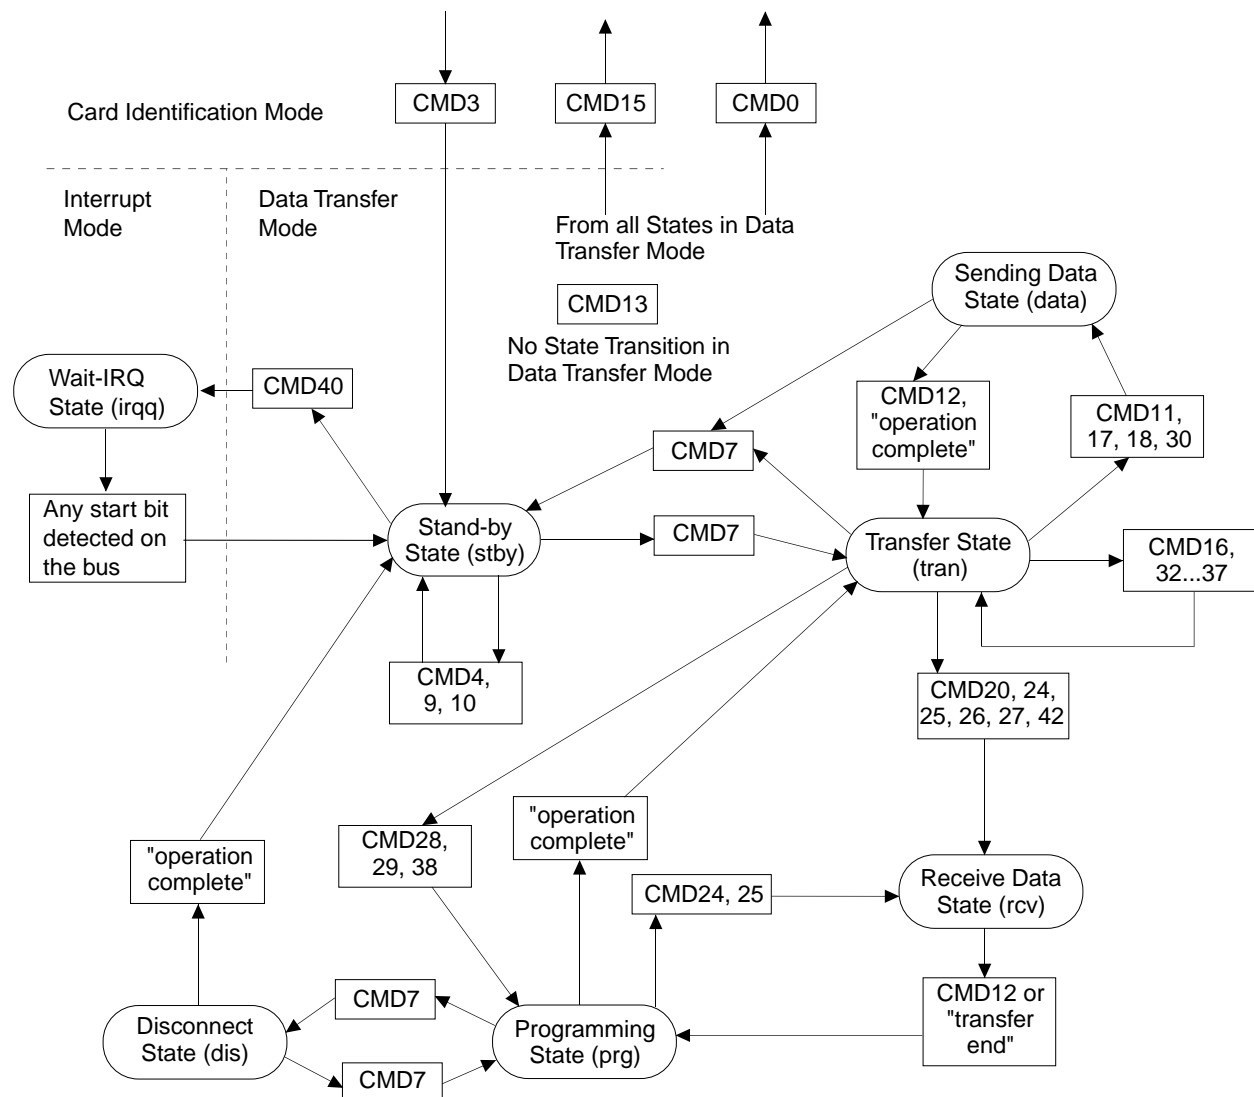 CMD3
CMD15
CMD0
Card Identification Mode
Interrupt
Mode
Data Transfer
Mode
From all States in Data
Transfer Mode
CMD13
No State Transition in
Data Transfer Mode
Sending Data
State (data)
Wait-IRQ
State (irqq)
CMD40
CMD12,
"operation
complete"
CMD11,
17, 18, 30
CMD7
Any start bit
detected on
the bus
Stand-by
State (stby)
CMD7
Transfer State
(tran)
CMD16,
32...37
CMD4,
9, 10
CMD20, 24,
25, 26, 27, 42
"operation
complete"
CMD28,
29, 38
"operation
complete"
CMD24, 25
Receive Data
State (rcv)
CMD7
Disconnect
State (dis)
Programming
State (prg)
CMD12 or
"transfer
end"
CMD7